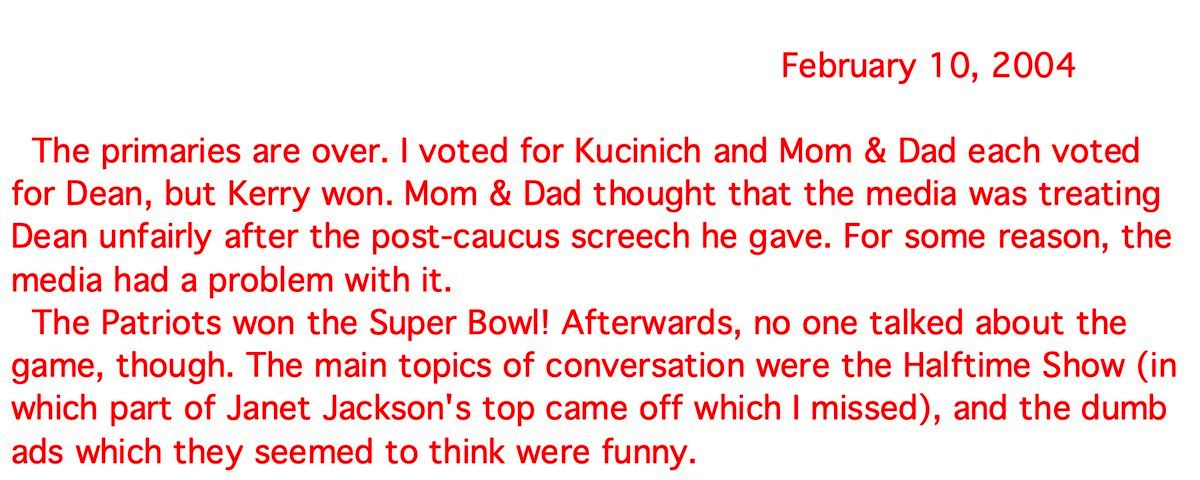 February 10, 2004
The primaries are over. I voted for Kucinich and Mom & Dad each voted
for Dean, but Kerry won. Mom & Dad thought that the media was treating
Dean unfairly after the post-caucus screech he gave. For some reason, the
media had a problem with it.
The Patriots won the Super Bowl! Afterwards, no one talked about the
game, though. The main topics of conversation were the Halftime Show (in
which part of Janet Jackson's top came off which I missed), and the dumb
ads which they seemed to think were funny.